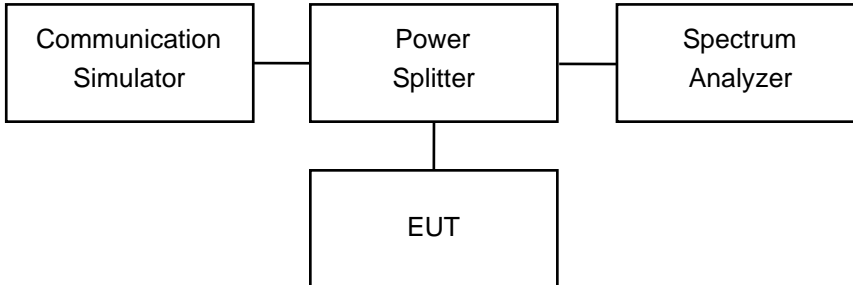 Communication
Simulator
Power
Splitter
Spectrum
Analyzer
EUT